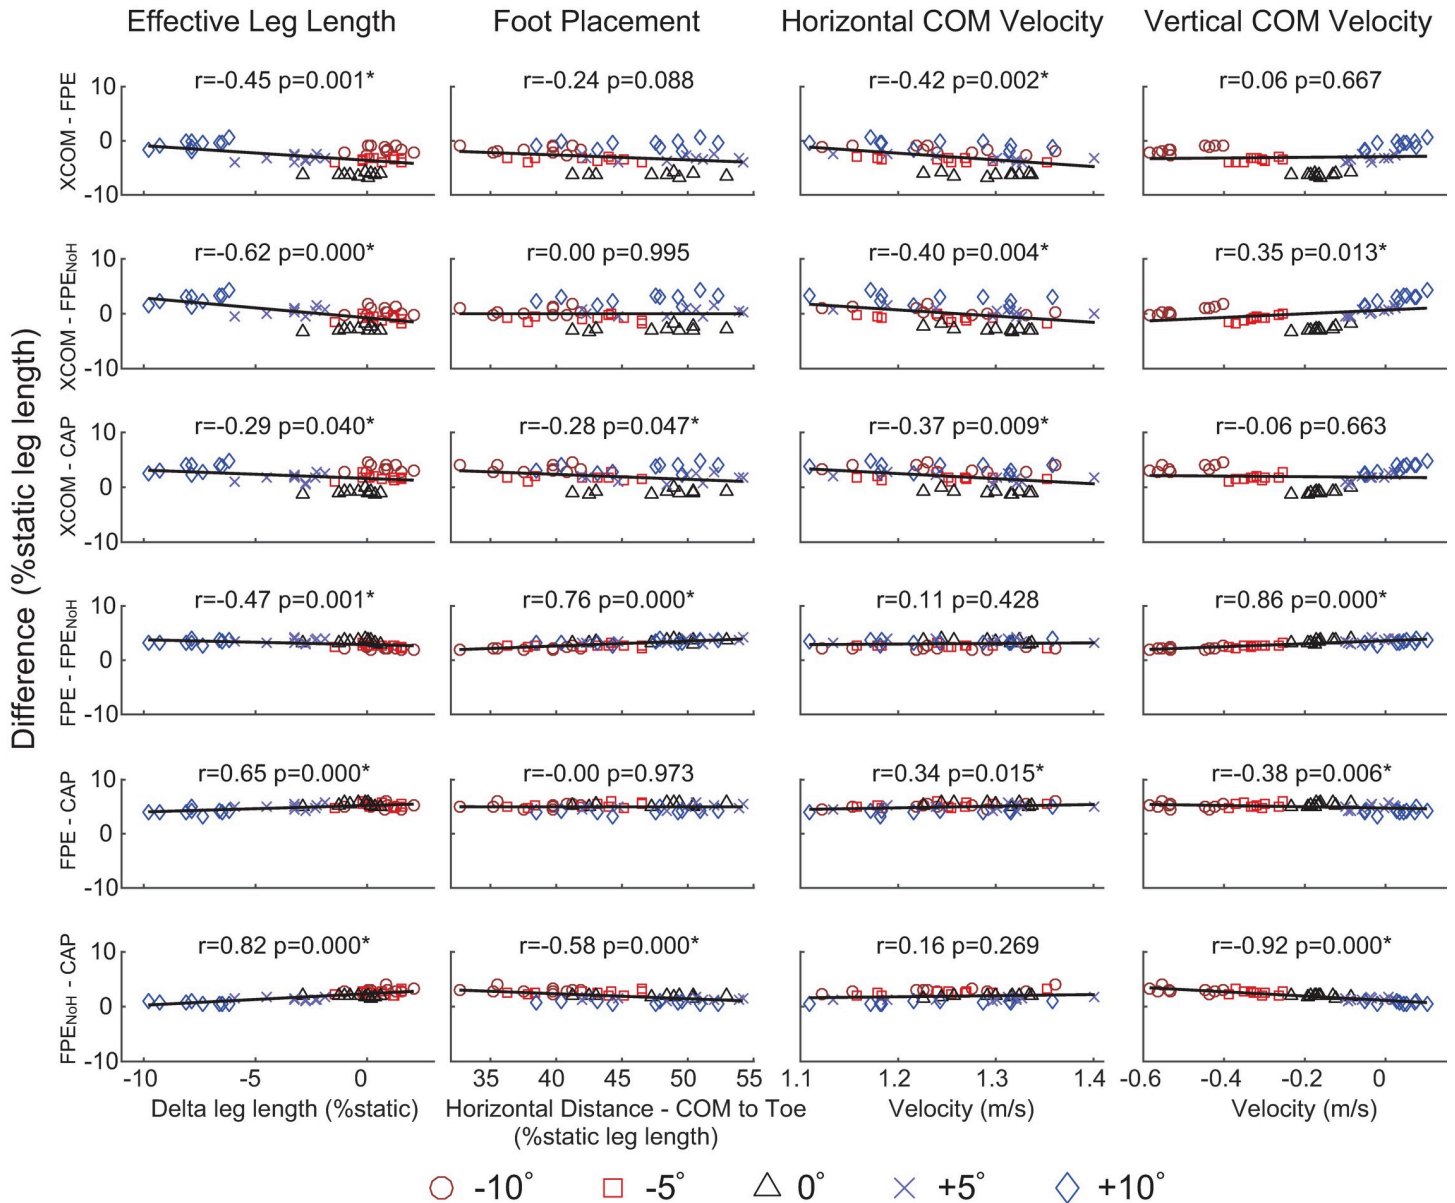 Effective Leg Length Foot Placement Horizontal COM Velocity Vertical COM Velocity
Difference (%static leg length)
XCOM - FPE
10
0
-10
r=-0.45 p=0.001*
r=-0.24 p=0.088
r=-0.42 p=0.002*
r=0.06 p=0.667
XCOM - FPENoH
10
0
-10
r=-0.62 p=0.000*
r=0.00 p=0.995
r=-0.40 p=0.004*
r=0.35 p=0.013*
XCOM - CAP
10
0
-10
r=-0.29 p=0.040*
r=-0.28 p=0.047*
r=-0.37 p=0.009*
r=-0.06 p=0.663
FPE - FPENoH
10
0
-10
r=-0.47 p=0.001*
r=0.76 p=0.000*
r=0.11 p=0.428
r=0.86 p=0.000*
FPE - CAP
10
0
-10
r=0.65 p=0.000*
r=-0.00 p=0.973
r=0.34 p=0.015*
r=-0.38 p=0.006*
FPENoH - CAP
10
0
-10
r=0.82 p=0.000*
r=-0.58 p=0.000*
r=0.16 p=0.269
r=-0.92 p=0.000*
-10 -5 0
Delta leg length (%static)
35 40 45 50 55
Horizontal Distance - COM to Toe
(%static leg length)
1.1 1.2 1.3 1.4
Velocity (m/s)
-0.6 -0.4 -0.2 0
Velocity (m/s)
-10° -5° 0° +5° +10°